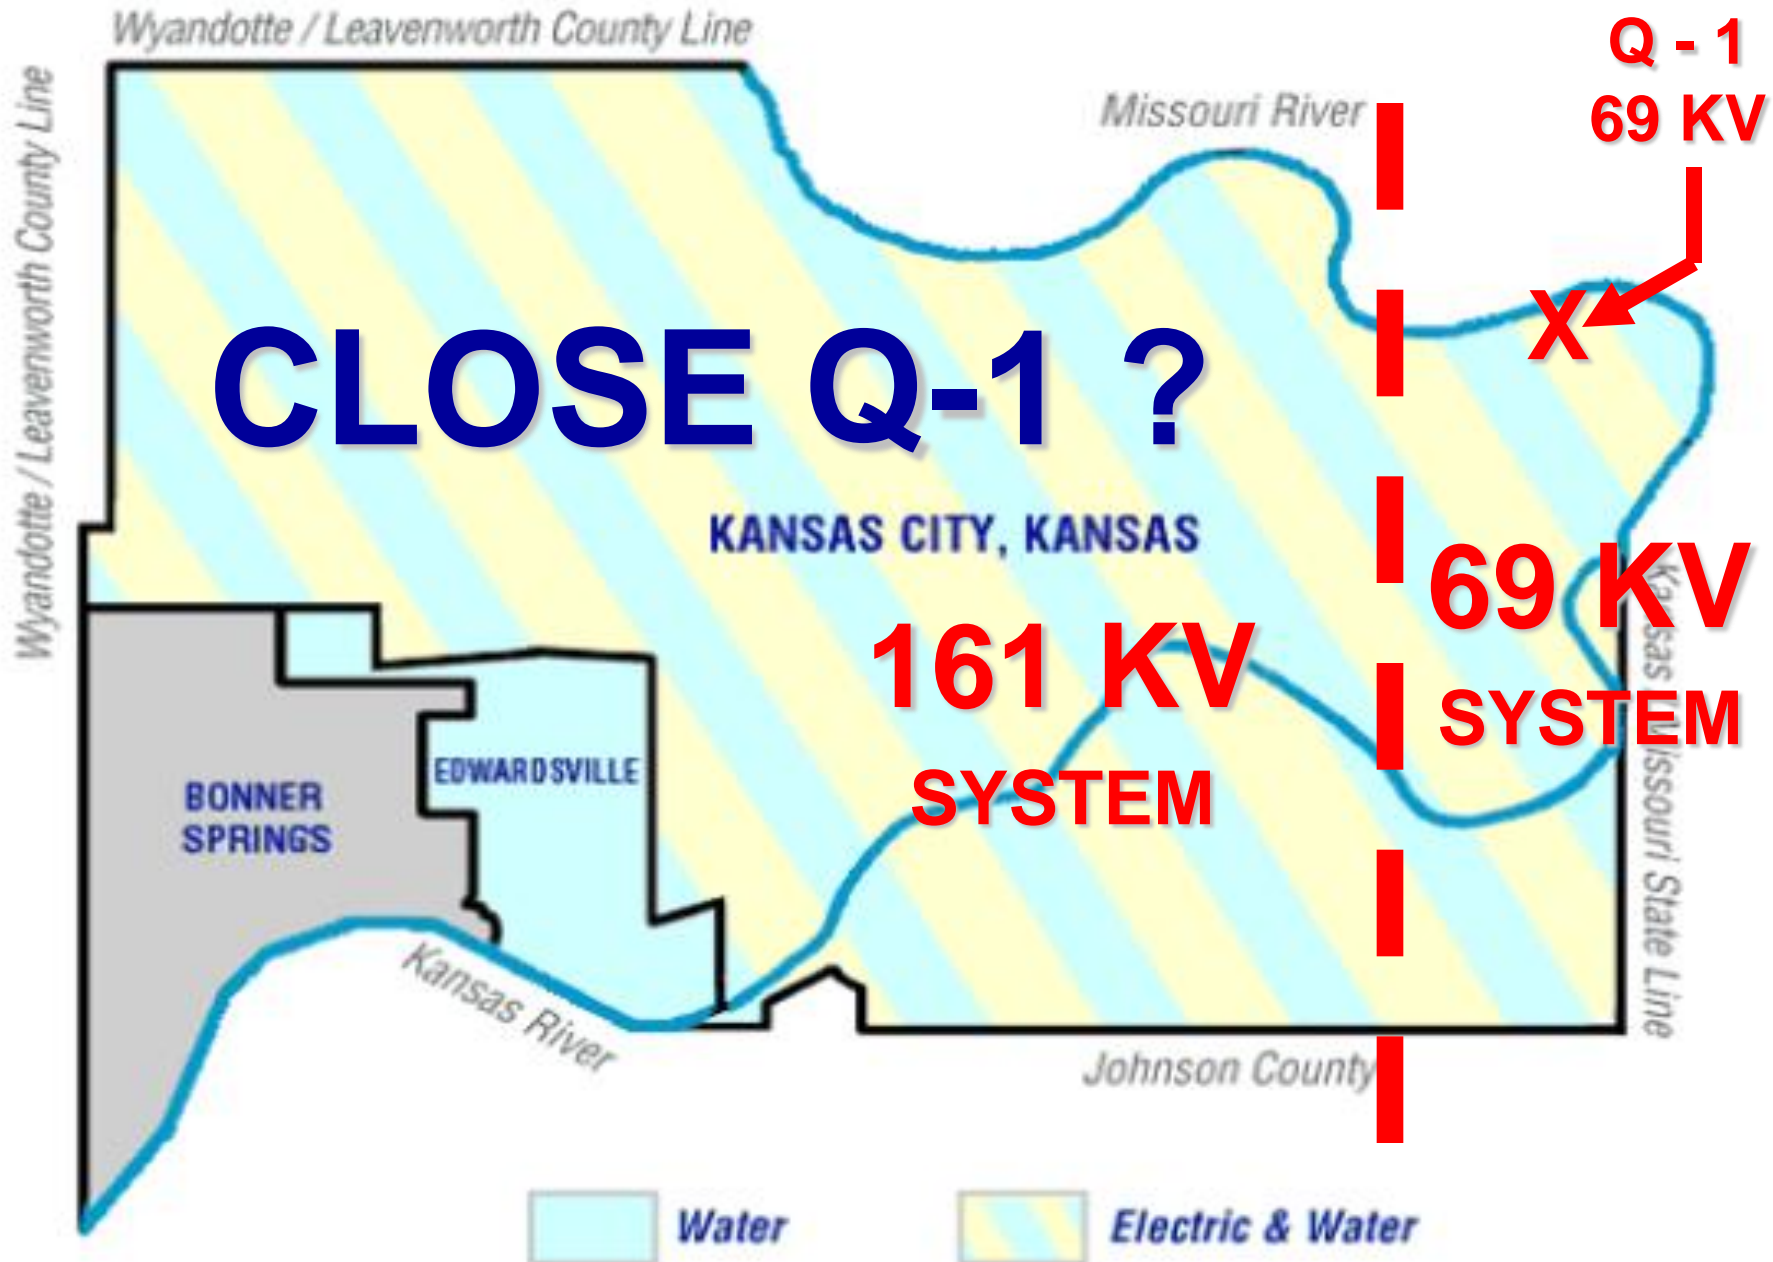 Wyandotte / Leavenworth County Line
Q - 1
69 KV
Missouri River
Wyandotte / Leavenworth County Line
CLOSE Q-1 ?
X
KANSAS CITY, KANSAS
69 KV
SYSTEM
161 KV
SYSTEM
Kansas / Missouri State Line
EDWARDSVILLE
BONNER
SPRINGS
Kansas River
Johnson County
Water
Electric & Water